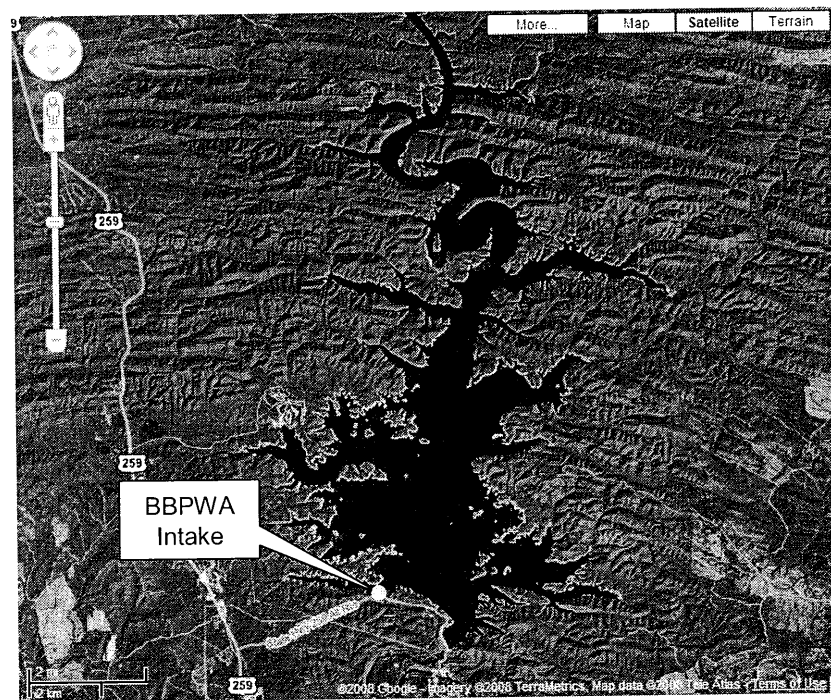 9
More...
Map
Satellite
Terrain
259
259
BBPWA
Intake
259
2 mi
2 km
©2008 Google - Imagery ©2008 TerraMetrics, Map data ©2008 Tele Atlas - Terms of Use